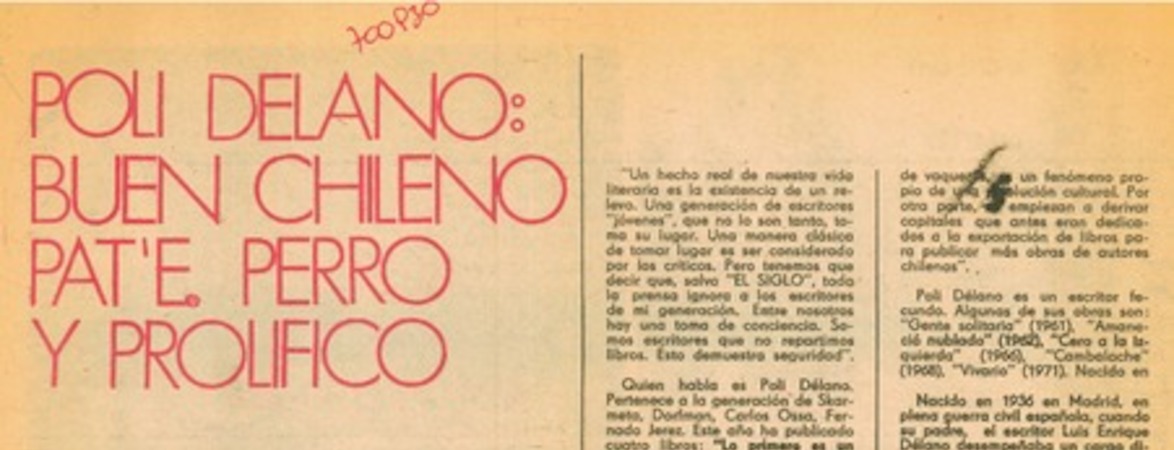 700930
POLI DELANO:
BUEN CHILENO
PAT'E. PERRO
Y PROLIFICO
"Un hecho real de nuestra vida
literaria es la existencia de un re-
levo. Una generación de escritores
"jóvenes", que no lo son tanto, to-
ma su lugar. Una manera clásica
de tomar lugar es ser considerado
por los críticos. Pero tenemos que
decir que, salvo "EL SIGLO", toda
la prensa ignora a los escritores
de mi generación. Entre nosotros
hay una toma de conciencia. So-
mos escritores que no repartimos
libros. Esto demuestra seguridad".
Quien habla es Poli Délano.
Pertenece a la generación de Skar-
meta, Dorfman, Carlos Ossa, Fer-
nando Jerez. Este año ha publicado
cuatro libros: "La primera es un
de vaqueros, un fenómeno pro-
pio de una revolución cultural. Por
otra parte, empiezan a derivar
capitales que antes eran dedica-
dos a la exportación de libros pa-
ra publicar más obras de autores
chilenos".
Poli Délano es un escritor fe-
cundo. Algunas de sus obras son:
"Gente solitaria" (1961), "Amane-
ció nublado" (1962), "Cero a la iz-
quierda" (1966), "Cambalache"
(1968), "Vivario" (1971). Nacido en
Nacido en 1936 en Madrid, en
plena guerra civil española, cuando
su padre, el escritor Luis Enrique
Délano desempeñaba un cargo di-